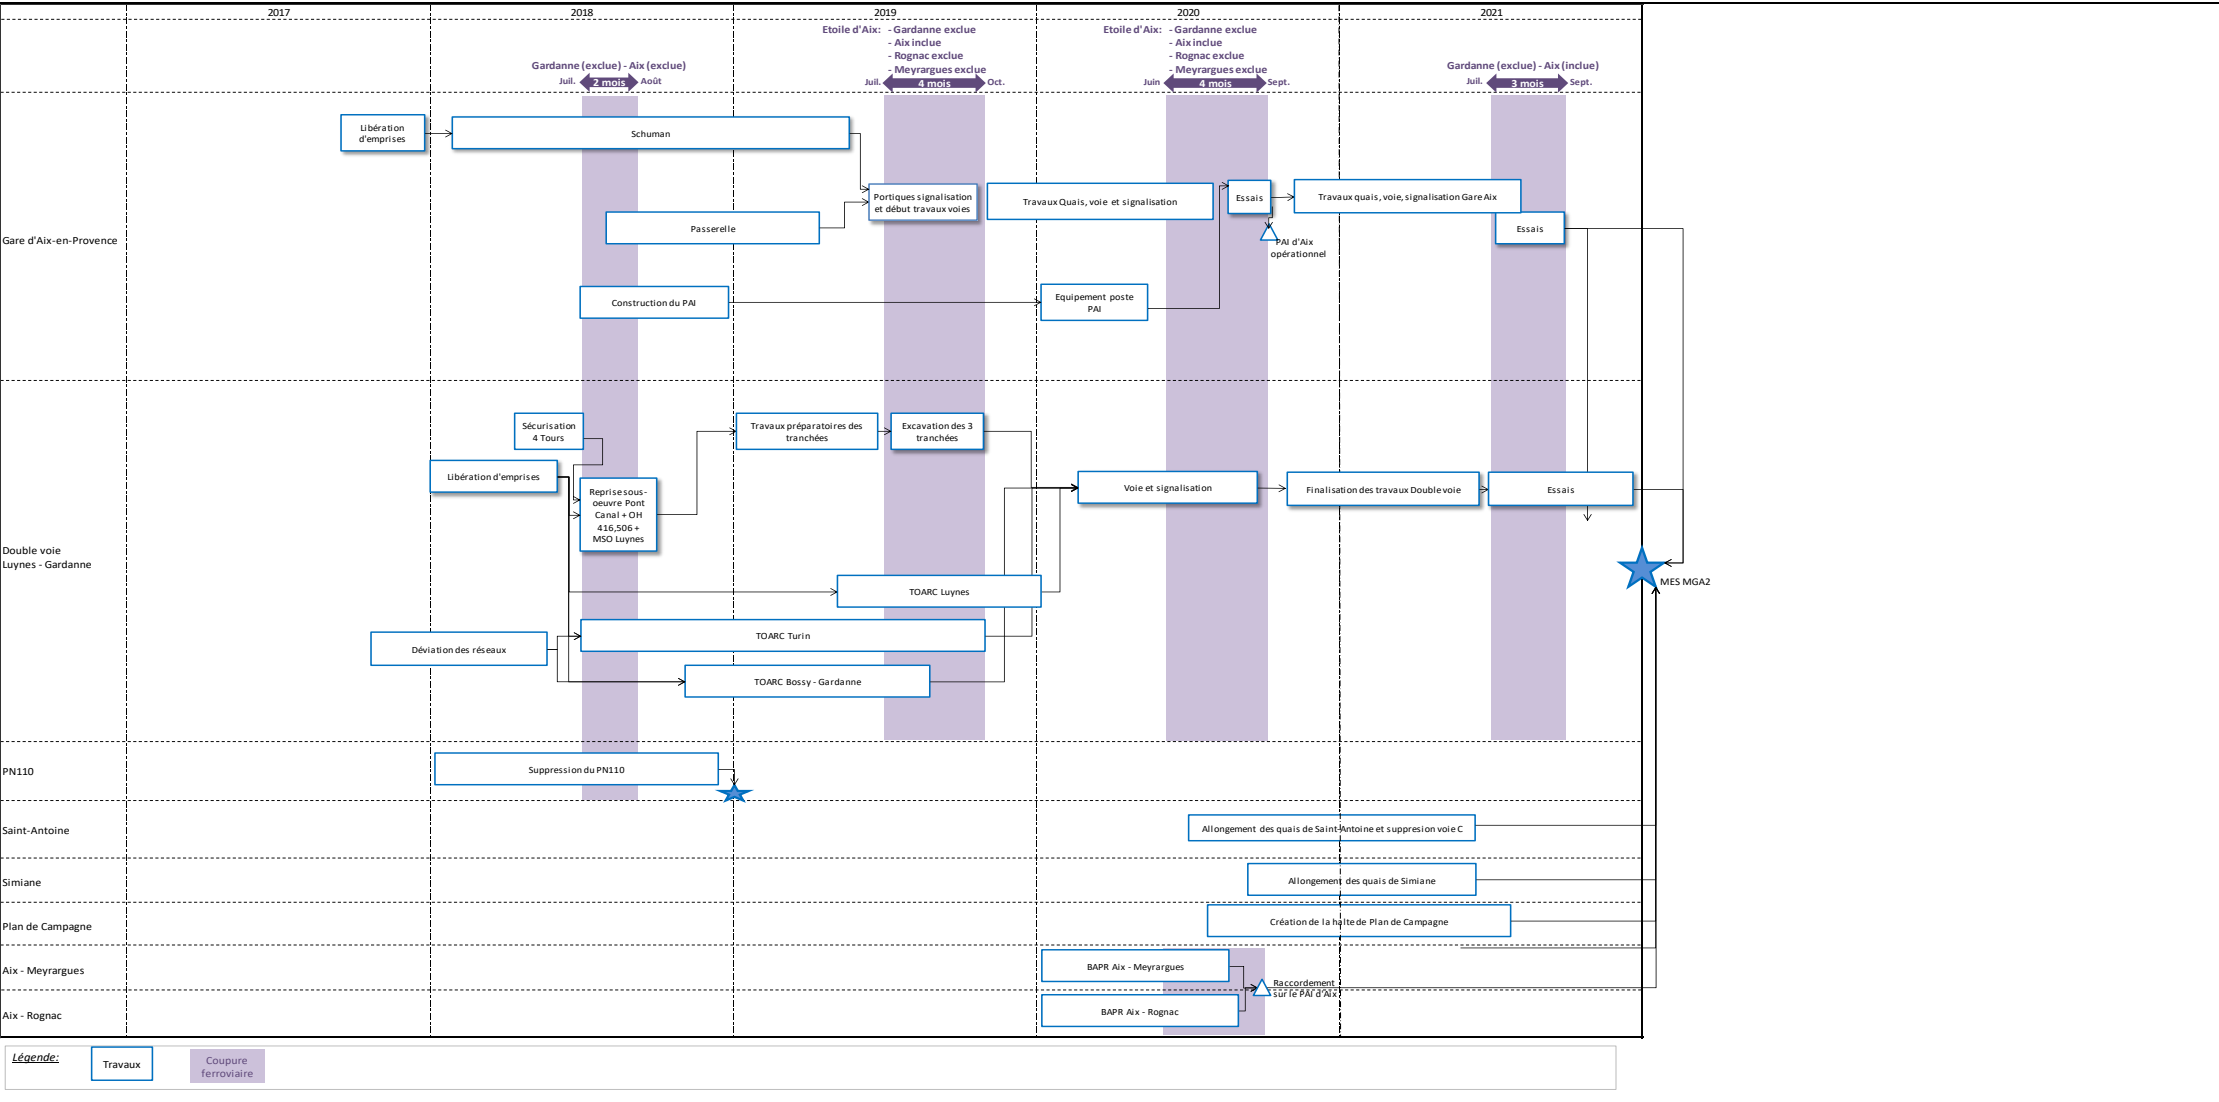 2017
2018
2019
2020
2021
Etoile d'Aix: - Gardanne exclue
- Aix inclue
- Rognac exclue
- Meyrargues exclue
Etoile d'Aix: - Gardanne exclue
- Aix inclue
- Rognac exclue
- Meyrargues exclue
Gardanne (exclue) - Aix (exclue)
Gardanne (exclue) - Aix (inclue)
Juil. 2 mois Août
Juil. 4 mois Oct.
Juin 4 mois Sept.
Juil. 3 mois Sept.
Gare d'Aix-en-Provence
Libération
d'emprises
Schuman
Portiques signalisation
et début travaux voies
Travaux Quais, voie et signalisation
Essais
Travaux quais, voie, signalisation Gare Aix
Passerelle
Essais
PAI d'Aix
opérationnel
Construction du PAI
Equipement poste
PAI
Double voie
Luynes - Gardanne
Sécurisation
4 Tours
Travaux préparatoires des
tranchées
Excavation des 3
tranchées
Libération d'emprises
Reprise sous-
oeuvre Pont
Canal + OH
416,506 +
MSO Luynes
Voie et signalisation
Finalisation des travaux Double voie
Essais
MES MGA2
TOARC Luynes
TOARC Turin
Déviation des réseaux
TOARC Bossy - Gardanne
PN110
Suppression du PN110
Saint-Antoine
Allongement des quais de Saint-Antoine et suppresion voie C
Simiane
Allongement des quais de Simiane
Plan de Campagne
Création de la halte de Plan de Campagne
Aix - Meyrargues
BAPR Aix - Meyrargues
Raccordement
sur le PAI d'Aix
Aix - Rognac
BAPR Aix - Rognac
Légende:
Travaux
Coupure
ferroviaire